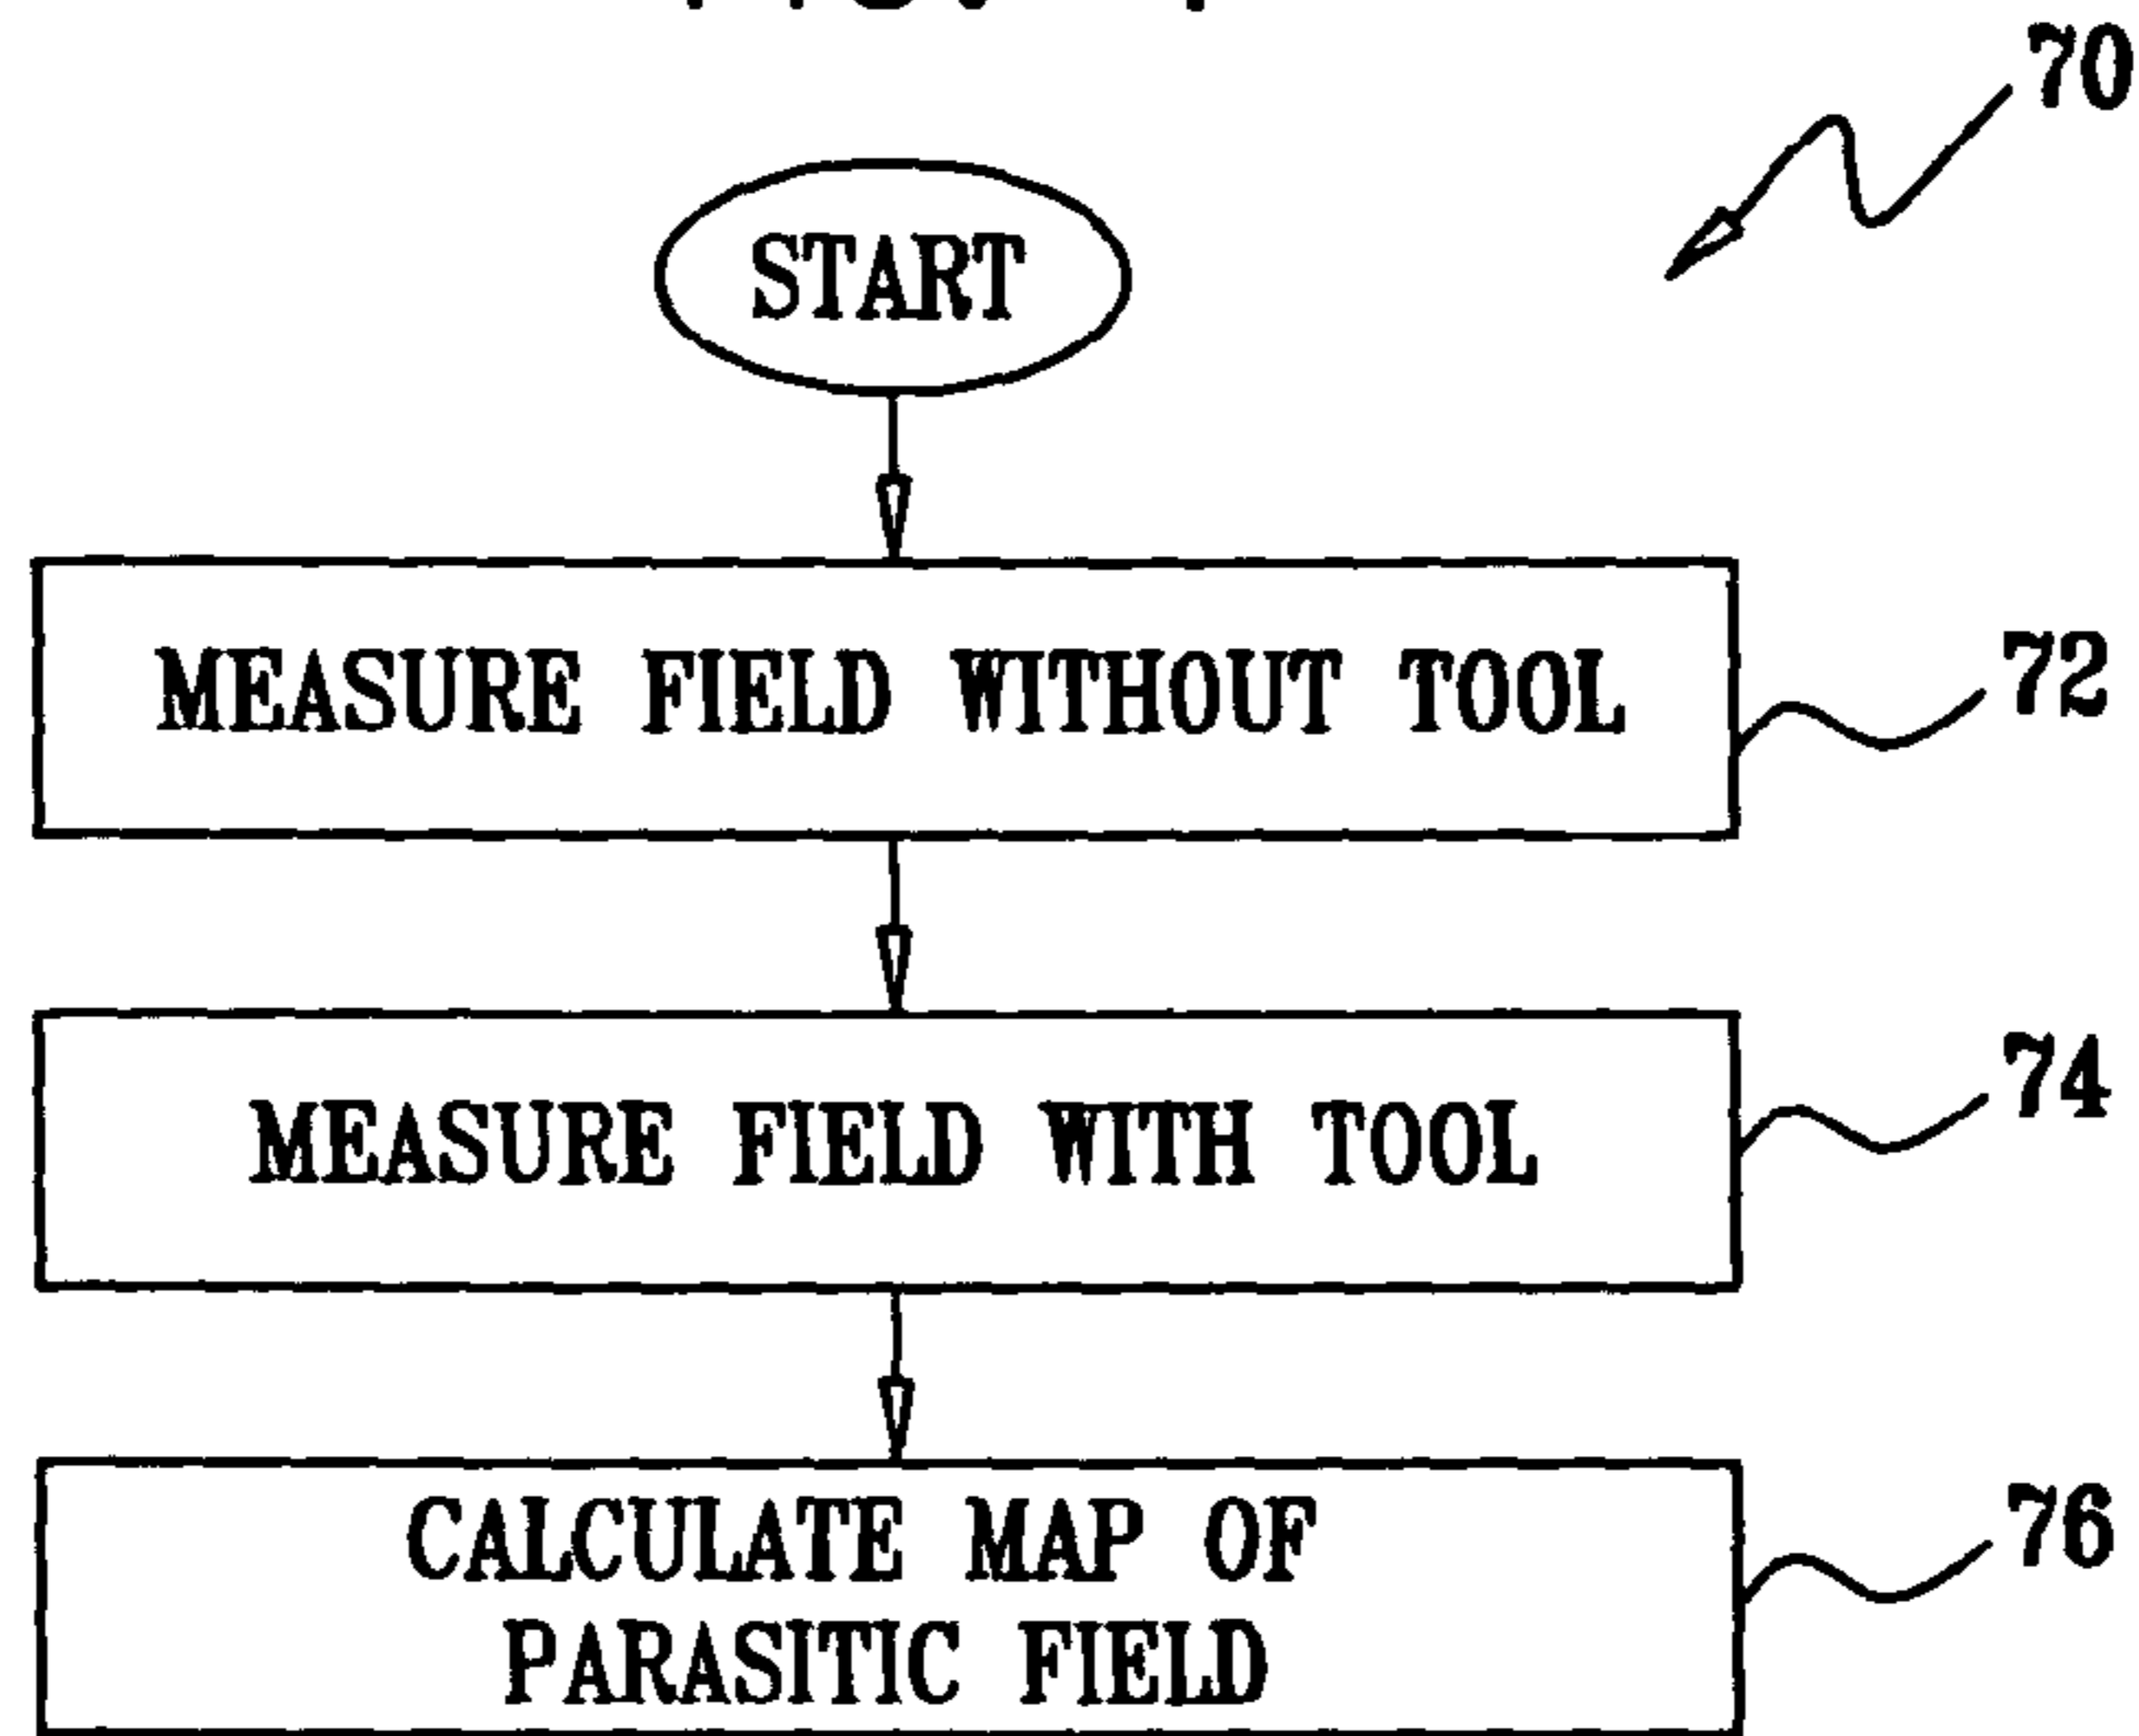 70
START
MEASURE FIELD WITHOUT TOOL
72
MEASURE FIELD WITH TOOL
74
CALCULATE MAP OF
PARASITIC FIELD
76